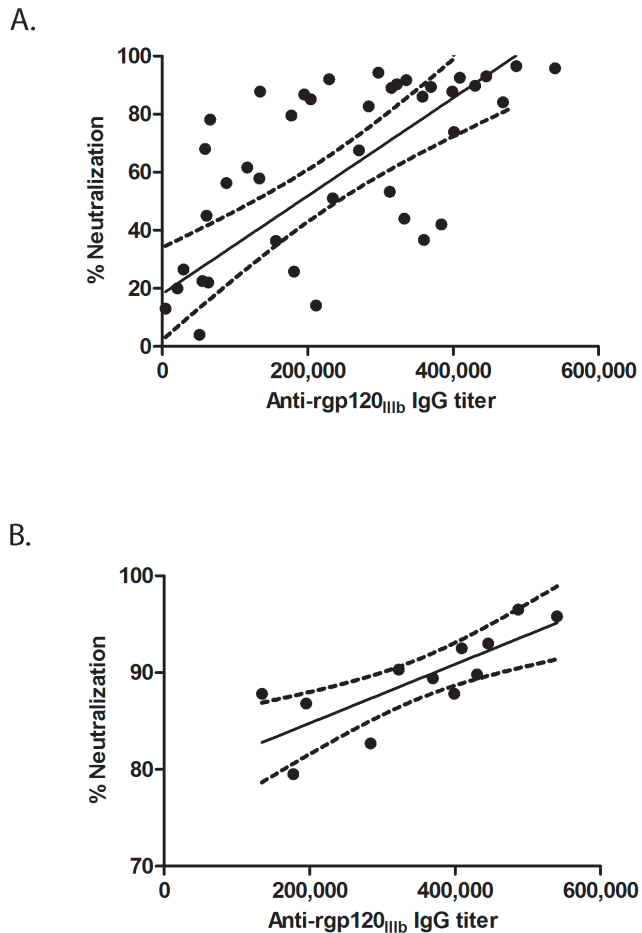 A.
100
80
60
40
20
0
% Neutralization
0 200,000 400,000 600,000
Anti-rgp120IIIb IgG titer
B.
100
90
80
70
% Neutralization
0 200,000 400,000 600,000
Anti-rgp120IIIb IgG titer